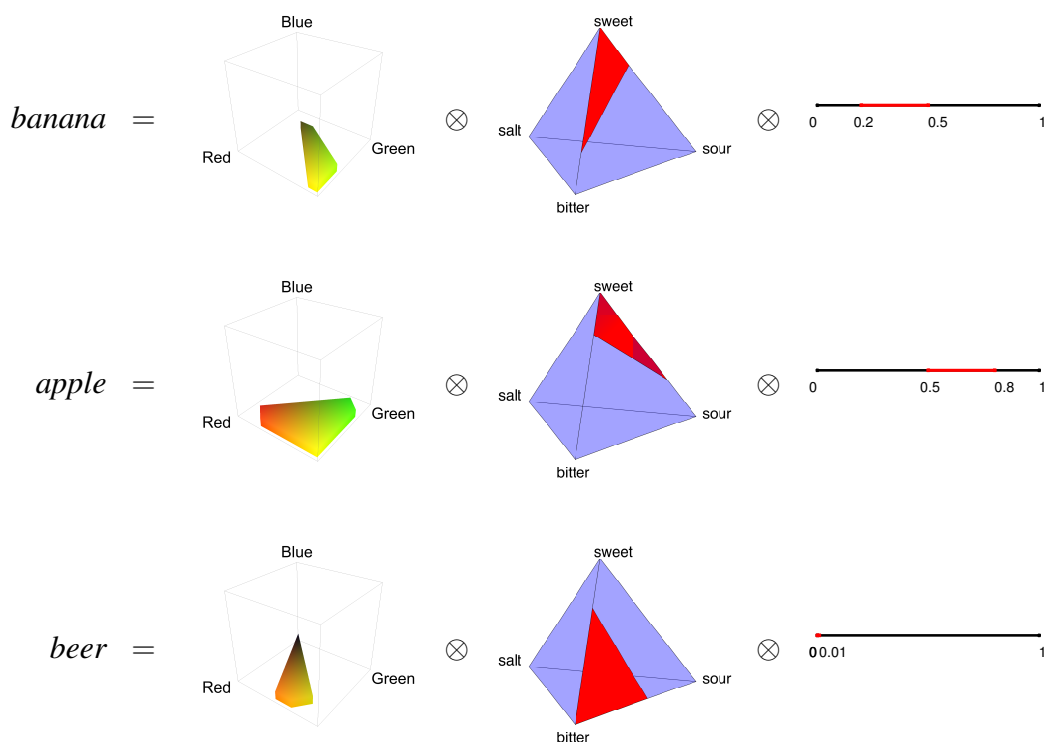 Blue
sweet
banana = ⊗ ⊗
salt
0 0.2 0.5 1
Red
Green
sour
bitter
Blue
sweet
apple = ⊗ ⊗
salt
0 0.5 0.8 1
Red
Green
sour
bitter
Blue
sweet
beer = ⊗ ⊗
salt
0 0.01 1
Red
Green
sour
bitter